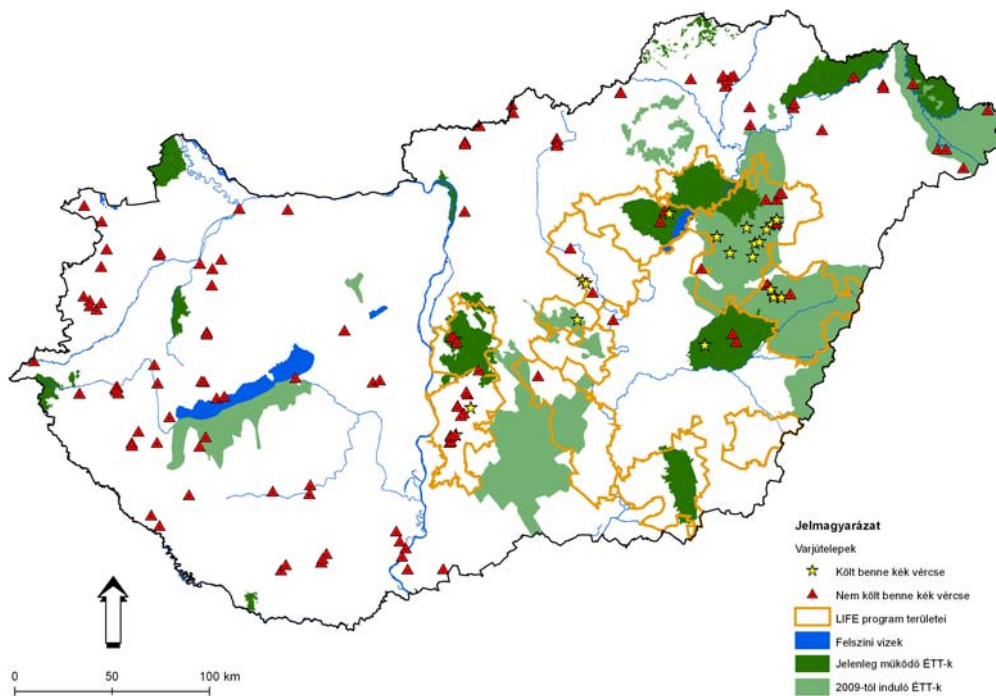 Jelmagyarázat
Varjútelepek
Költ benne kék vércse
Nem költ benne kék vércse
LIFE program területei
Felszíni vizek
Jelenleg működő ÉTT-k
2009-től induló ÉTT-k
0 50 100 km